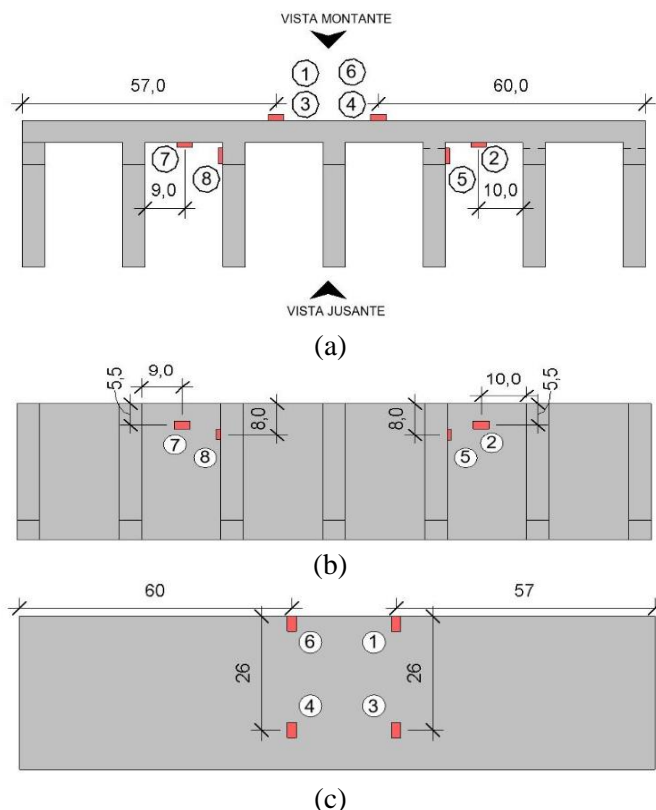 VISTA MONTANTE
1 6
57,0 3 4 60,0
7 8 5 2
9,0 10,0
VISTA JUSANTE
(a)
5,5 9,0 10,0 5,5
8,0 8,0
7 8 5 2
(b)
60 57
6 1
26 26
4 3
(c)